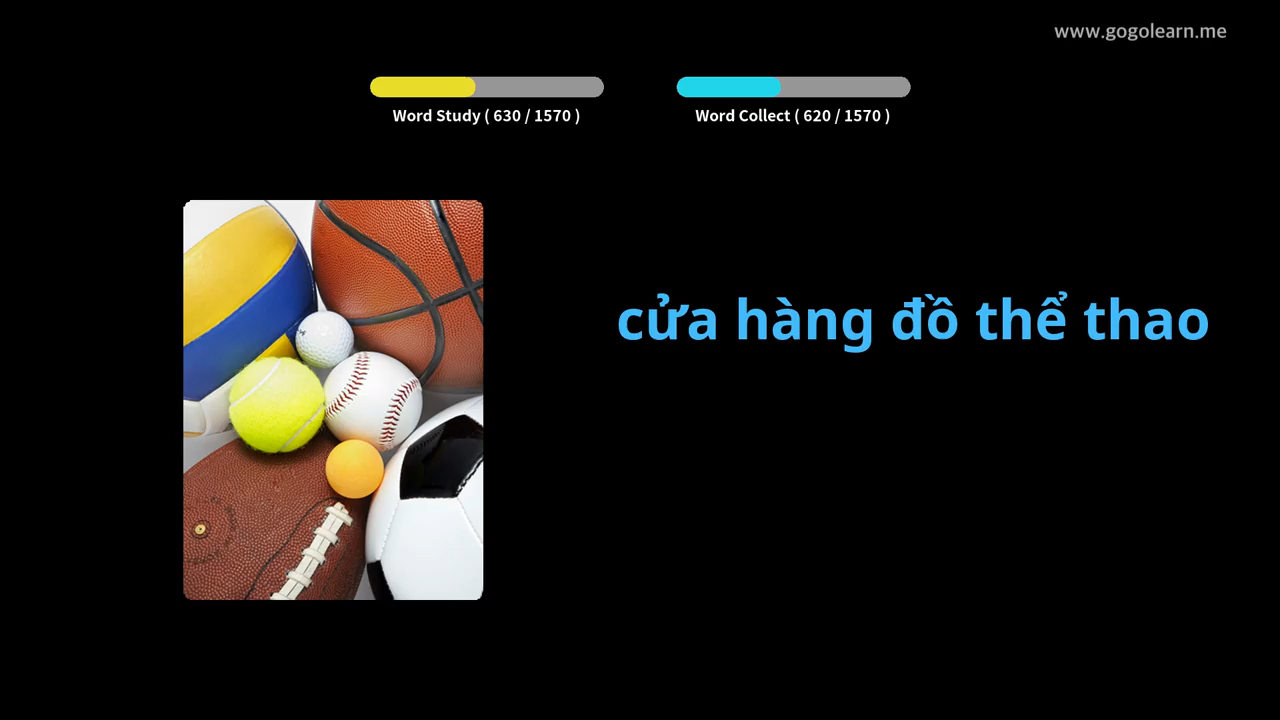 www.gogolearn.me
Word Study ( 630 / 1570 )
Word Collect ( 620 / 1570 )
cửa hàng đồ thể thao